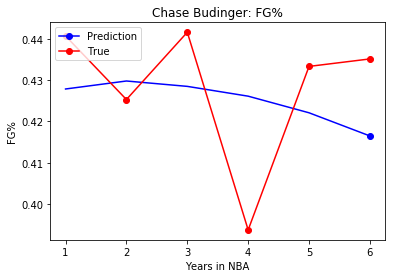 Chase Budinger: FG%
Prediction
True
0.44
0.43
0.42
0.41
0.40
FG%
1 2 3 4 5 6
Years in NBA